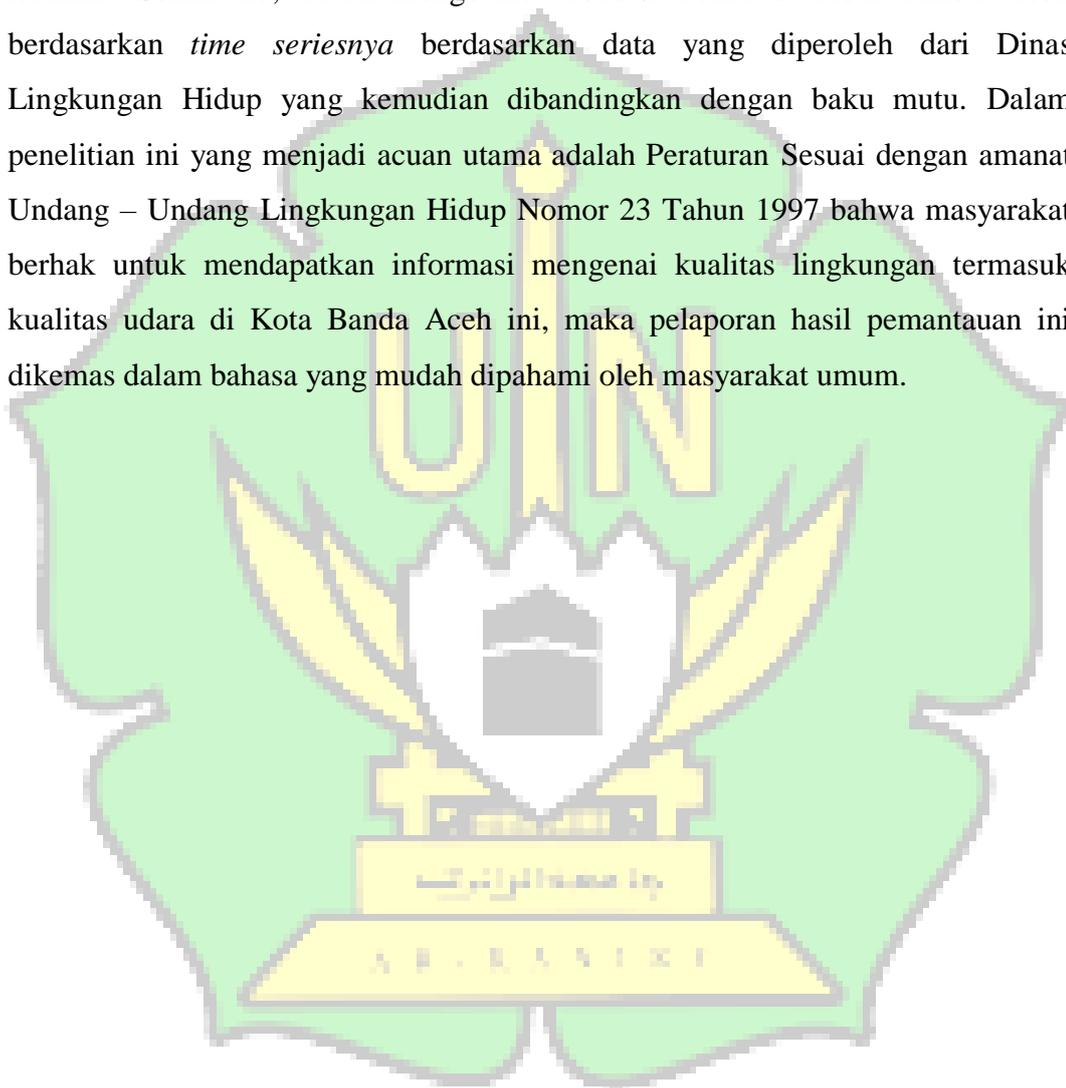 berdasarkan time seriesnya berdasarkan data yang diperoleh dari Dinas
Lingkungan Hidup yang kemudian dibandingkan dengan baku mutu. Dalam
penelitian ini yang menjadi acuan utama adalah Peraturan Sesuai dengan amanat
Undang – Undang Lingkungan Hidup Nomor 23 Tahun 1997 bahwa masyarakat
berhak untuk mendapatkan informasi mengenai kualitas lingkungan termasuk
kualitas udara di Kota Banda Aceh ini, maka pelaporan hasil pemantauan ini
dikemas dalam bahasa yang mudah dipahami oleh masyarakat umum.
UIN
AR-RANIRY